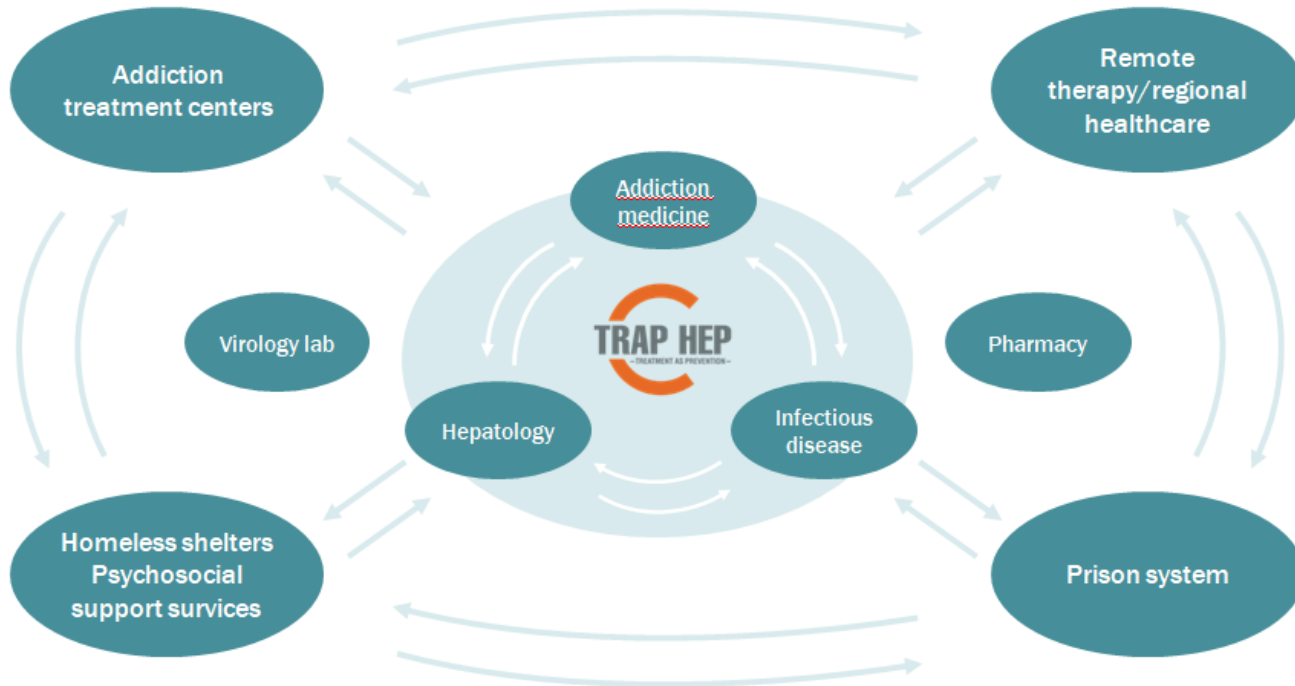 Addiction
treatment centers
Remote
therapy/regional
healthcare
Addiction
medicine
Virology lab
TRAP HEP
–TREATMENT AS PREVENTION–
Pharmacy
Hepatology
Infectious
disease
Homeless shelters
Psychosocial
support survices
Prison system